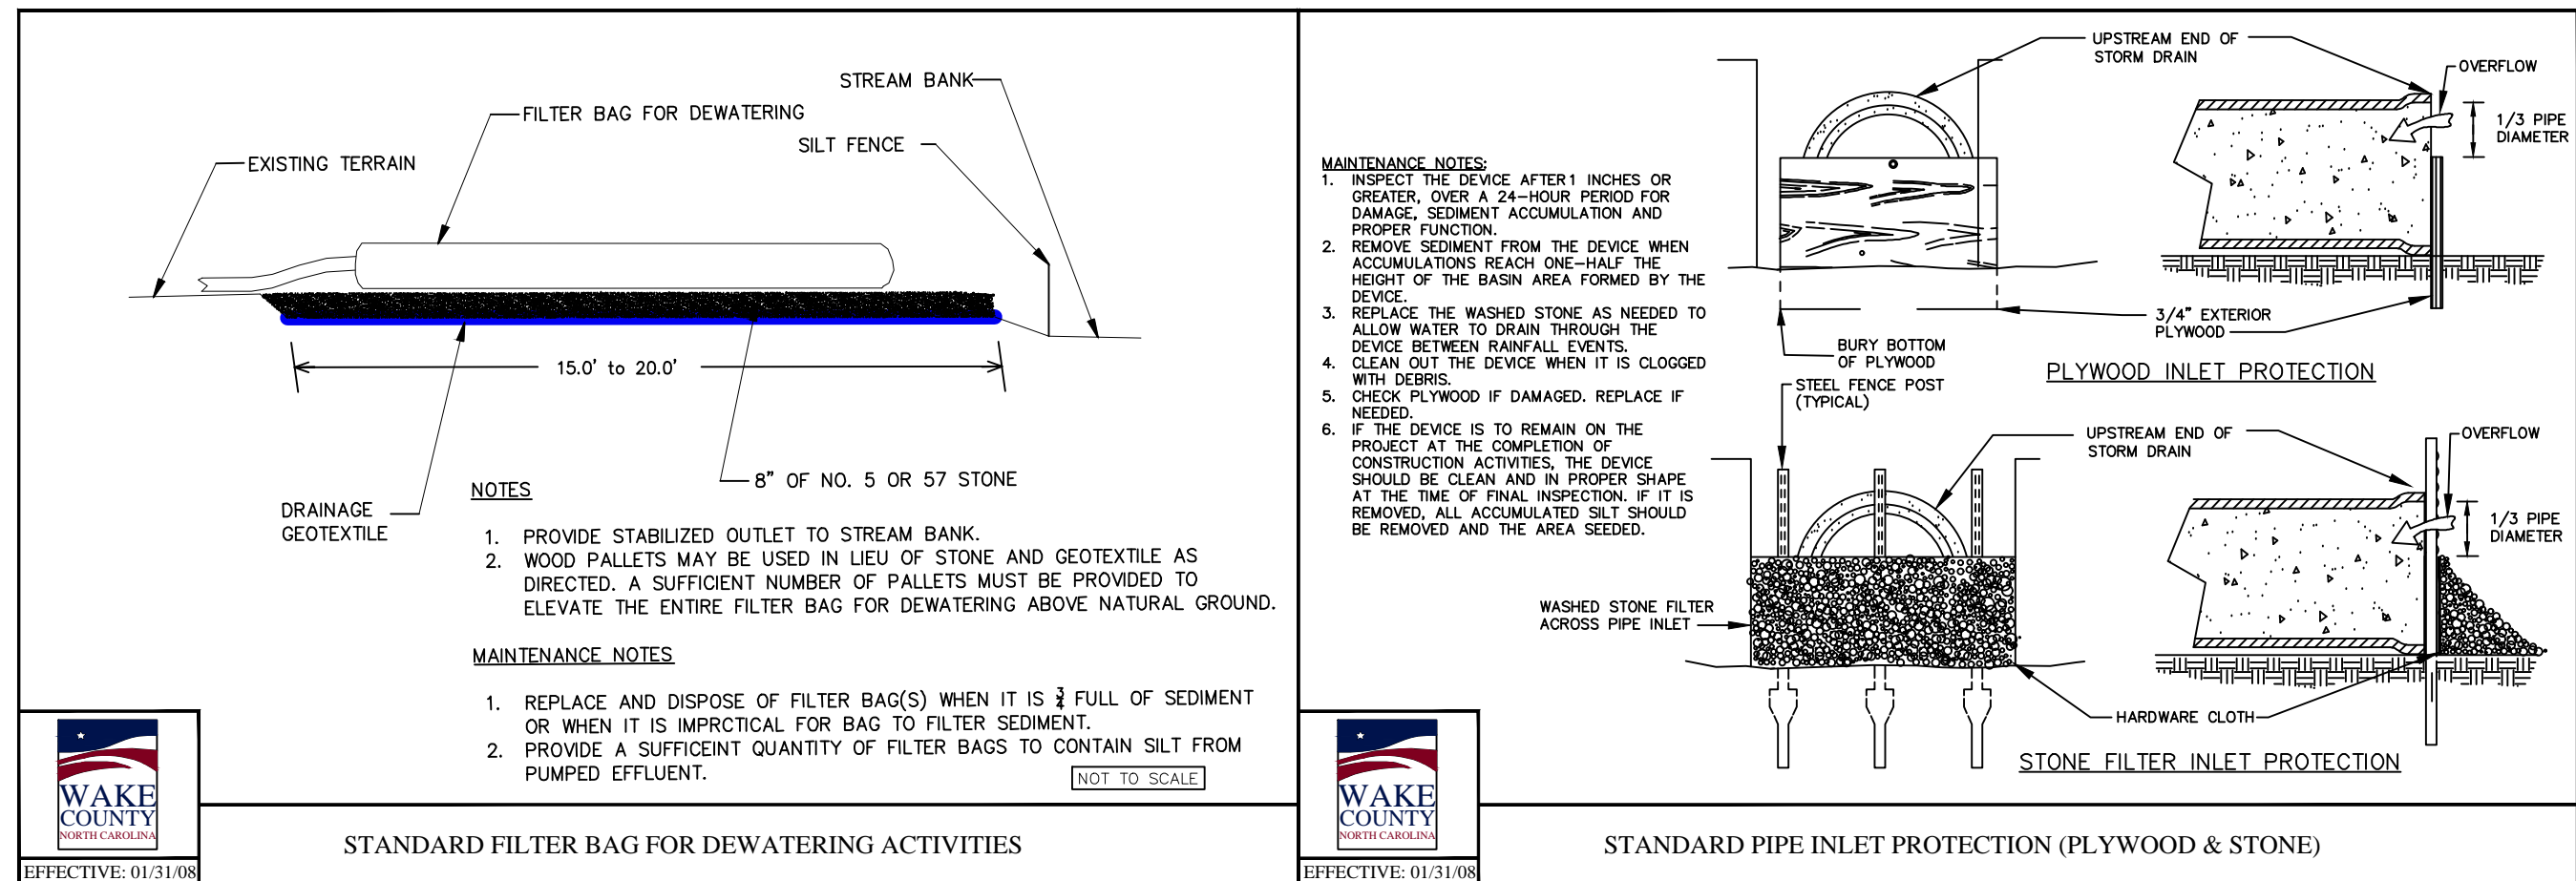 STREAM BANK
FILTER BAG FOR DEWATERING
SILT FENCE
EXISTING TERRAIN
15.0' to 20.0'
8" OF NO. 5 OR 57 STONE
DRAINAGE
GEOTEXTILE
NOTES
1. PROVIDE STABILIZED OUTLET TO STREAM BANK.
2. WOOD PALLETS MAY BE USED IN LIEU OF STONE AND GEOTEXTILE AS
DIRECTED. A SUFFICIENT NUMBER OF PALLETS MUST BE PROVIDED TO
ELEVATE THE ENTIRE FILTER BAG FOR DEWATERING ABOVE NATURAL GROUND.
MAINTENANCE NOTES
1. REPLACE AND DISPOSE OF FILTER BAG(S) WHEN IT IS 3/4 FULL OF SEDIMENT
OR WHEN IT IS IMPRCTICAL FOR BAG TO FILTER SEDIMENT.
2. PROVIDE A SUFFICEINT QUANTITY OF FILTER BAGS TO CONTAIN SILT FROM
PUMPED EFFLUENT.
NOT TO SCALE
WAKE
COUNTY
NORTH CAROLINA
EFFECTIVE: 01/31/08
STANDARD FILTER BAG FOR DEWATERING ACTIVITIES
MAINTENANCE NOTES:
1. INSPECT THE DEVICE AFTER 1 INCHES OR
GREATER, OVER A 24-HOUR PERIOD FOR
DAMAGE, SEDIMENT ACCUMULATION AND
PROPER FUNCTION.
2. REMOVE SEDIMENT FROM THE DEVICE WHEN
ACCUMULATIONS REACH ONE-HALF THE
HEIGHT OF THE BASIN AREA FORMED BY THE
DEVICE.
3. REPLACE THE WASHED STONE AS NEEDED TO
ALLOW WATER TO DRAIN THROUGH THE
DEVICE BETWEEN RAINFALL EVENTS.
4. CLEAN OUT THE DEVICE WHEN IT IS CLOGGED
WITH DEBRIS.
5. CHECK PLYWOOD IF DAMAGED. REPLACE IF
NEEDED.
6. IF THE DEVICE IS TO REMAIN ON THE
PROJECT AT THE COMPLETION OF
CONSTRUCTION ACTIVITIES, THE DEVICE
SHOULD BE CLEAN AND IN PROPER SHAPE
AT THE TIME OF FINAL INSPECTION. IF IT IS
REMOVED, ALL ACCUMULATED SILT SHOULD
BE REMOVED AND THE AREA SEEDED.
UPSTREAM END OF
STORM DRAIN
OVERFLOW
1/3 PIPE
DIAMETER
3/4" EXTERIOR
PLYWOOD
BURY BOTTOM
OF PLYWOOD
PLYWOOD INLET PROTECTION
STEEL FENCE POST
(TYPICAL)
UPSTREAM END OF
STORM DRAIN
OVERFLOW
1/3 PIPE
DIAMETER
WASHED STONE FILTER
ACROSS PIPE INLET
HARDWARE CLOTH
STONE FILTER INLET PROTECTION
WAKE
COUNTY
NORTH CAROLINA
EFFECTIVE: 01/31/08
STANDARD PIPE INLET PROTECTION (PLYWOOD & STONE)